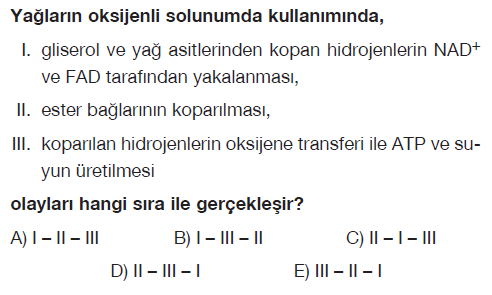 Yağların oksijenli solunumda kullanımında,
I. gliserol ve yağ asitlerinden kopan hidrojenlerin NAD+
ve FAD tarafından yakalanması,
II. ester bağlarının koparılması,
III. koparılan hidrojenlerin oksijene transferi ile ATP ve su-
yun üretilmesi
olayları hangi sıra ile gerçekleşir?
A) I – II – III B) I – III – II C) II – I – III
D) II – III – I E) III – II – I